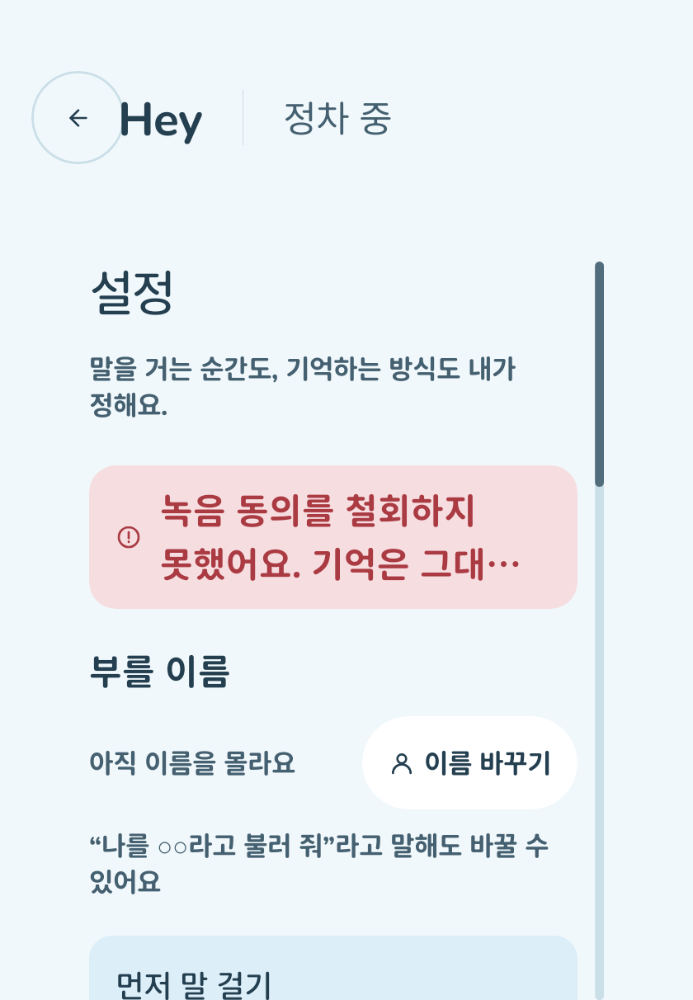 Hey 정차 중
설정
말을 거는 순간도, 기억하는 방식도 내가
정해요.
녹음 동의를 철회하지
못했어요. 기억은 그대…
부를 이름
아직 이름을 몰라요 이름 바꾸기
“나를 ○○라고 불러 줘”라고 말해도 바꿀 수
있어요
먼저 말 걸기